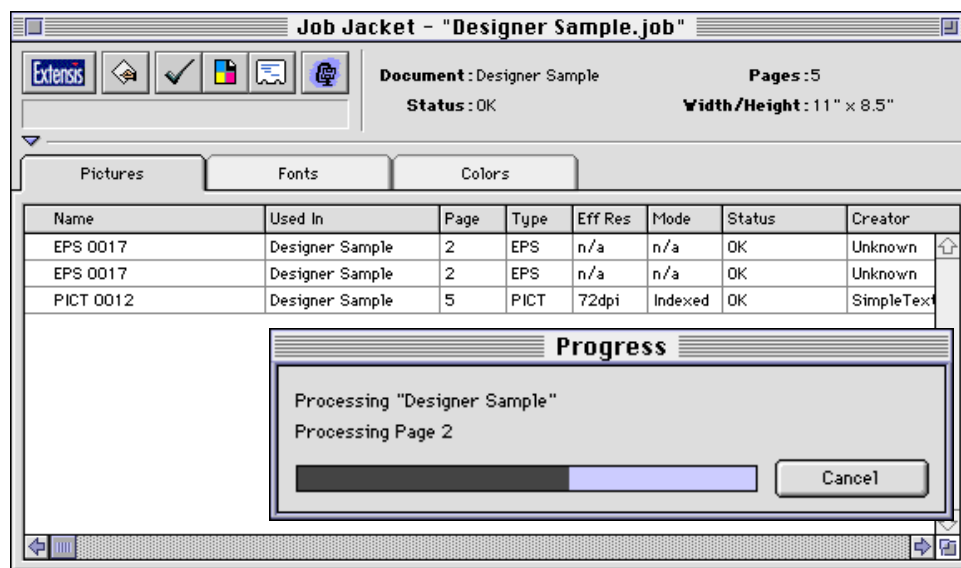 Job Jacket - "Designer Sample.job"
Extensis
Document: Designer Sample Pages: 5
Status: OK Width/Height: 11" x 8.5"
Pictures Fonts Colors
Name Used In Page Type Eff Res Mode Status Creator
EPS 0017 Designer Sample 2 EPS n/a n/a OK Unknown
EPS 0017 Designer Sample 2 EPS n/a n/a OK Unknown
PICT 0012 Designer Sample 5 PICT 72dpi Indexed OK SimpleText
Progress
Processing "Designer Sample"
Processing Page 2
Cancel